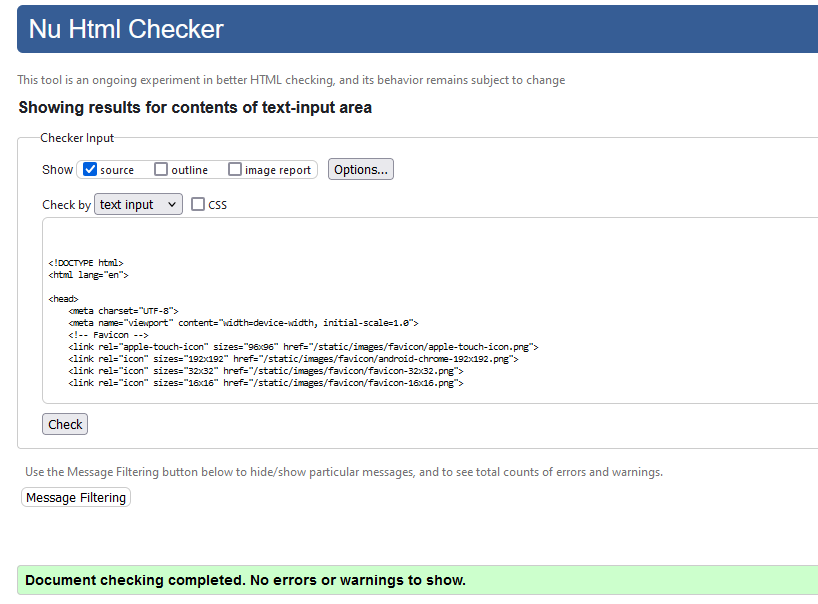 Nu Html Checker
This tool is an ongoing experiment in better HTML checking, and its behavior remains subject to change
Showing results for contents of text-input area
Checker Input
Show source outline image report Options...
Check by text input CSS
<!DOCTYPE html>
<html lang="en">
<head>
<meta charset="UTF-8">
<meta name="viewport" content="width=device-width, initial-scale=1.0">
<!-- Favicon -->
<link rel="apple-touch-icon" sizes="96x96" href="/static/images/favicon/apple-touch-icon.png">
<link rel="icon" sizes="192x192" href="/static/images/favicon/android-chrome-192x192.png">
<link rel="icon" sizes="32x32" href="/static/images/favicon/favicon-32x32.png">
<link rel="icon" sizes="16x16" href="/static/images/favicon/favicon-16x16.png">
Check
Use the Message Filtering button below to hide/show particular messages, and to see total counts of errors and warnings.
Message Filtering
Document checking completed. No errors or warnings to show.